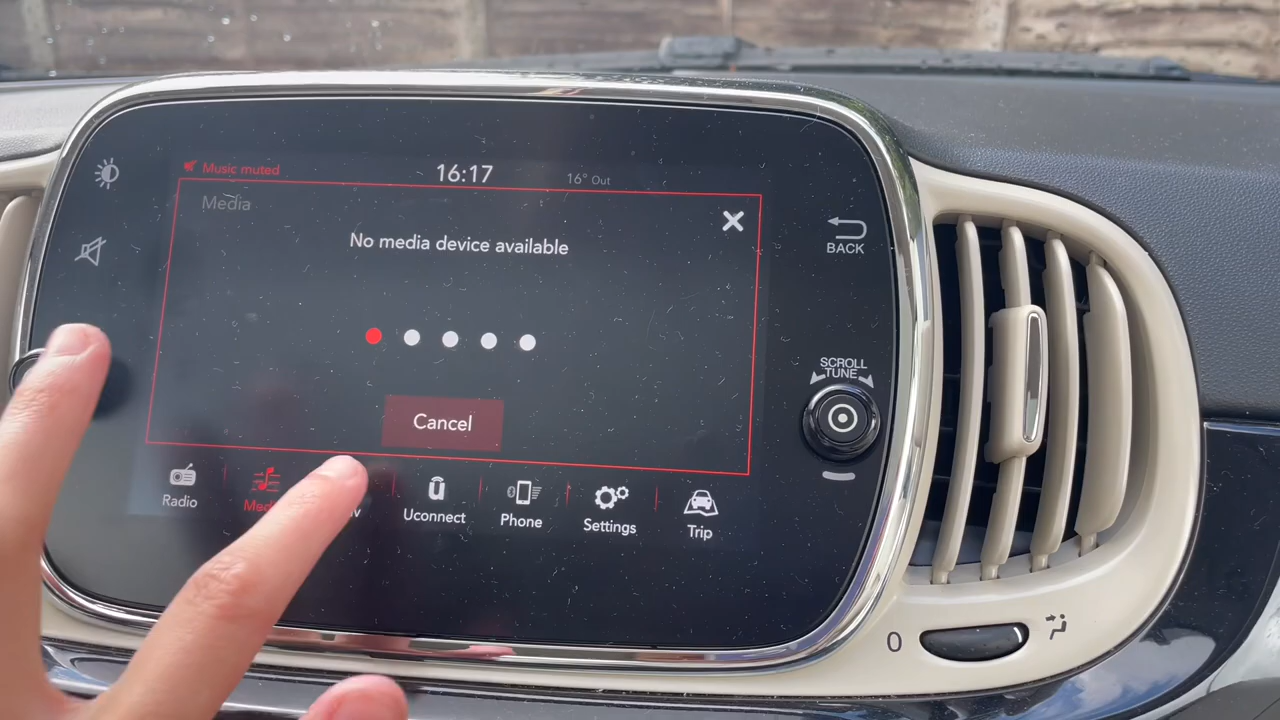 Music muted
16:17
16° Out
Media
No media device available
BACK
SCROLL
TUNE
Cancel
Radio
Uconnect
Phone
Settings
Trip
0